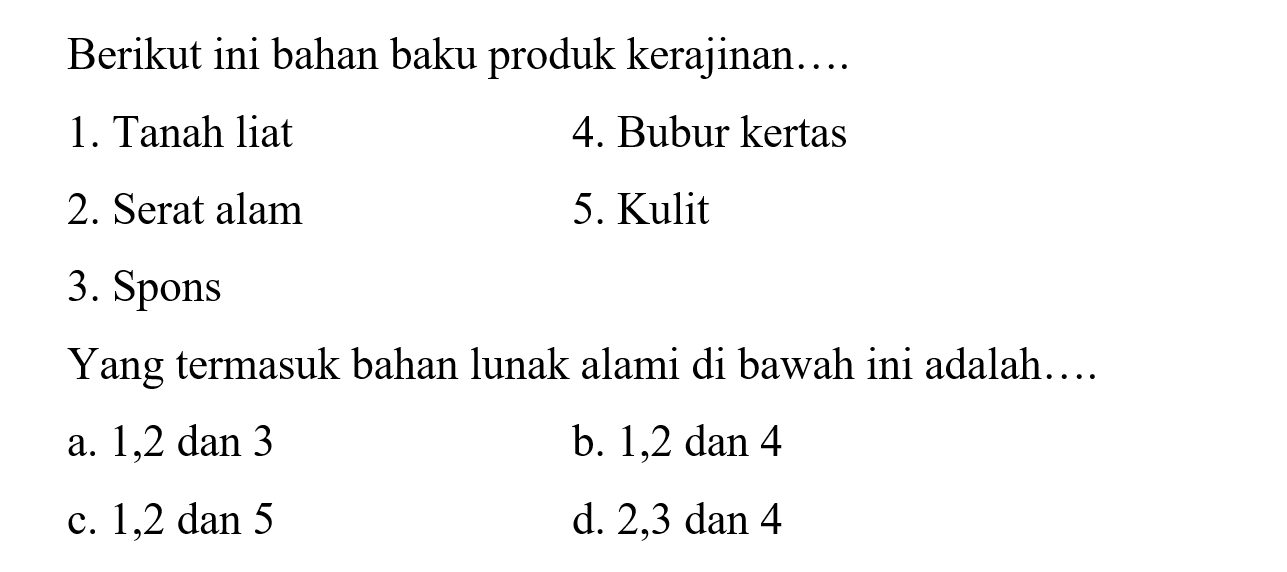 Berikut ini bahan baku produk kerajinan….
1. Tanah liat 4. Bubur kertas
2. Serat alam 5. Kulit
3. Spons
Yang termasuk bahan lunak alami di bawah ini adalah….
a. 1,2 dan 3 b. 1,2 dan 4
c. 1,2 dan 5 d. 2,3 dan 4